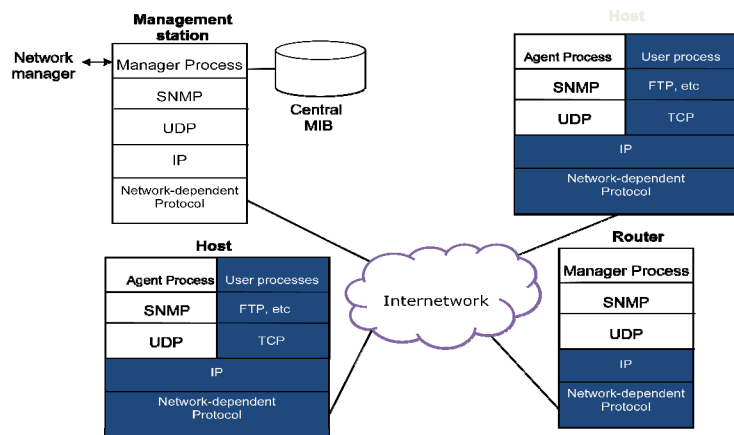 Management
station
Network
manager
Manager Process
SNMP
UDP
IP
Network-dependent
Protocol
Central
MIB
Host
Agent Process
User process
SNMP
FTP, etc
UDP
TCP
IP
Network-dependent
Protocol
Host
Agent Process
User processes
SNMP
FTP, etc
UDP
TCP
IP
Network-dependent
Protocol
Internetwork
Router
Manager Process
SNMP
UDP
IP
Network-dependent
Protocol